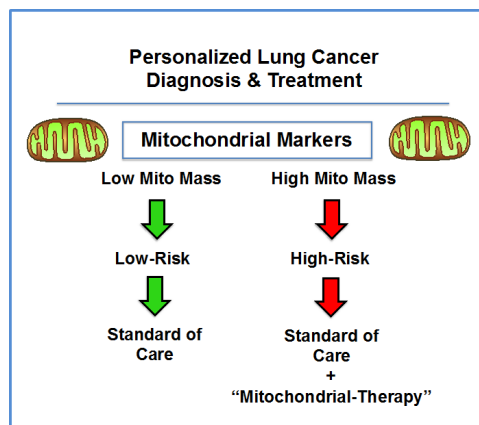 Personalized Lung Cancer
Diagnosis & Treatment
Mitochondrial Markers
Low Mito Mass
High Mito Mass
Low-Risk
High-Risk
Standard of
Care
Standard of
Care
+
“Mitochondrial-Therapy”